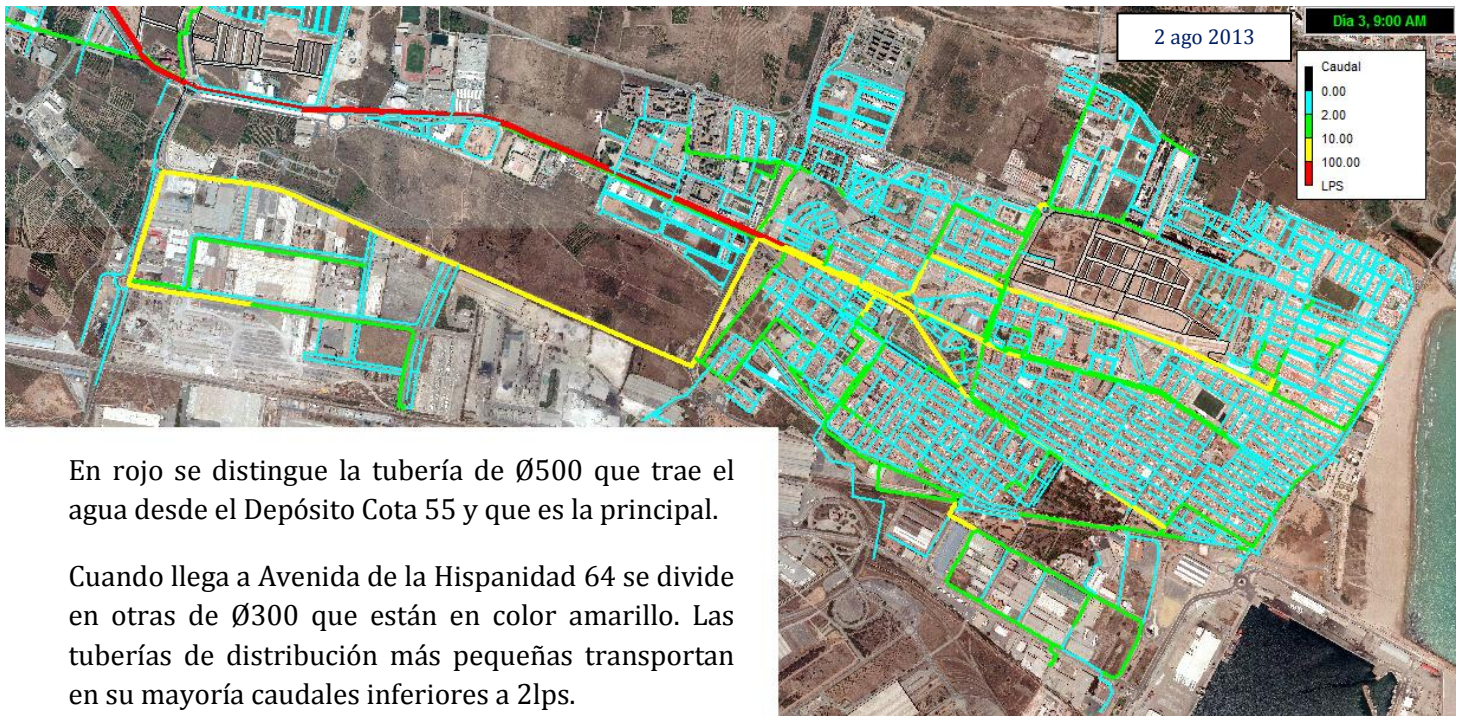 2 ago 2013
Día 3, 9:00 AM
Caudal
0.00
2.00
10.00
100.00
LPS
En rojo se distingue la tubería de Ø500 que trae el
agua desde el Depósito Cota 55 y que es la principal.
Cuando llega a Avenida de la Hispanidad 64 se divide
en otras de Ø300 que están en color amarillo. Las
tuberías de distribución más pequeñas transportan
en su mayoría caudales inferiores a 2lps.